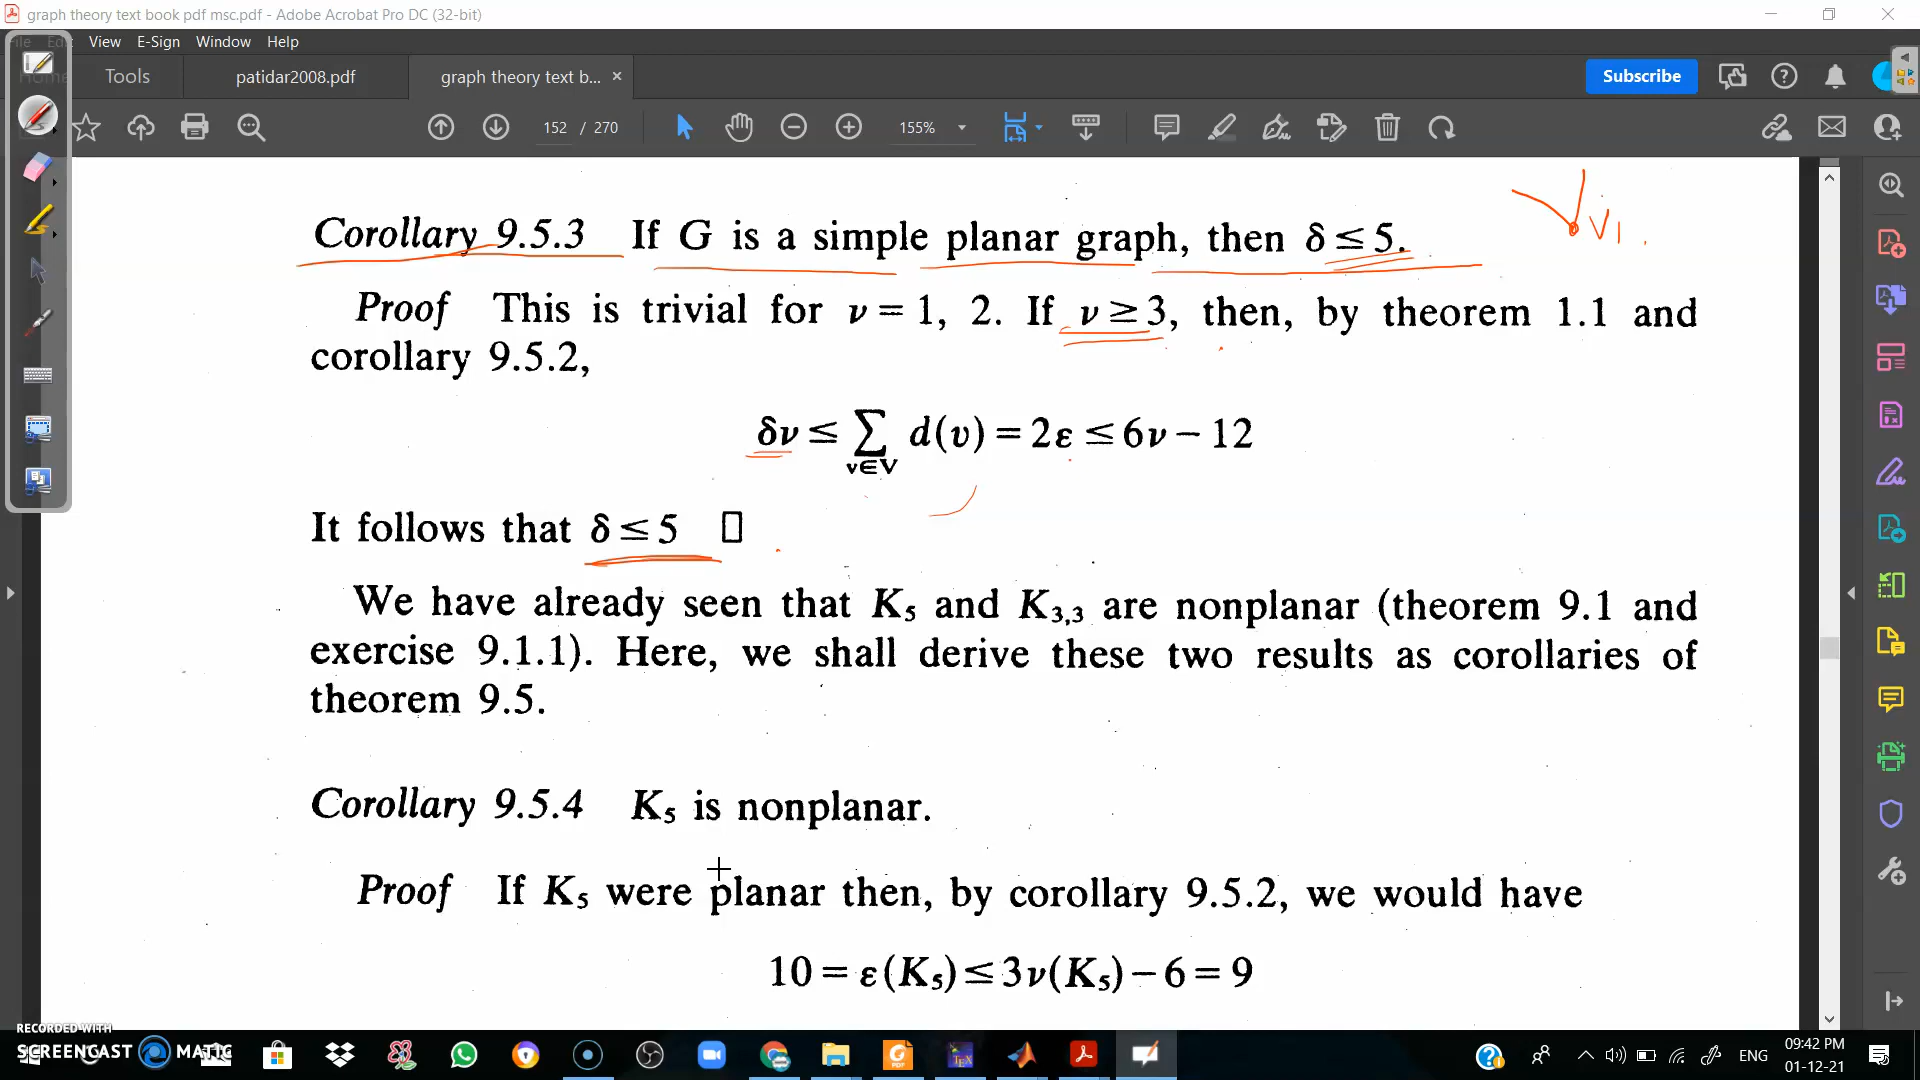 graph theory text book pdf msc.pdf - Adobe Acrobat Pro DC (32-bit)
View E-Sign Window Help
Tools patidar2008.pdf graph theory text b... × Subscribe
152 / 270 155%
Corollary 9.5.3 If G is a simple planar graph, then δ ≤ 5.
V1
Proof This is trivial for ν = 1, 2. If ν ≥ 3, then, by theorem 1.1 and
corollary 9.5.2,
δν ≤ ∑ d(v) = 2ε ≤ 6ν − 12
v∈V
It follows that δ ≤ 5 □
We have already seen that K5 and K3,3 are nonplanar (theorem 9.1 and
exercise 9.1.1). Here, we shall derive these two results as corollaries of
theorem 9.5.
Corollary 9.5.4 K5 is nonplanar.
Proof If K5 were planar then, by corollary 9.5.2, we would have
10 = ε(K5) ≤ 3ν(K5) − 6 = 9
RECORDED WITH
SCREENCAST MATIC
ENG 09:42 PM
01-12-21